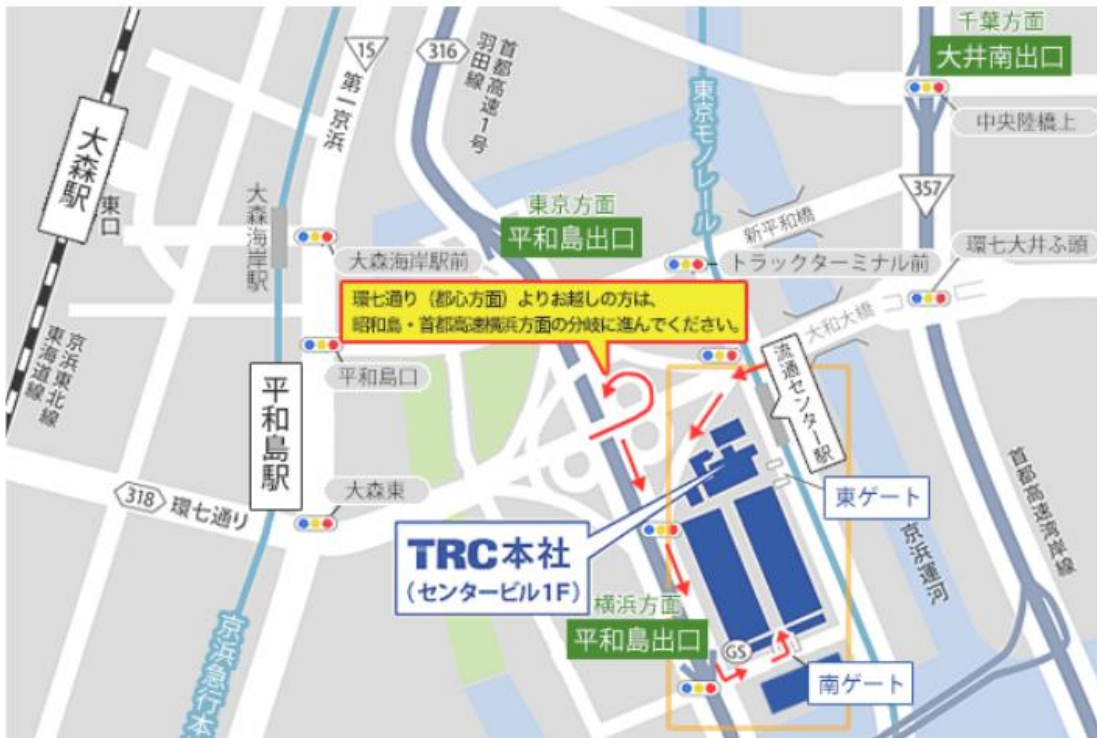 千葉方面
大井南出口
15
第一京浜
316
首都高速1号
羽田線
東京モノレール
中央陸橋上
大森駅
東口
大森海岸駅
357
東京方面
平和島出口
新平和橋
環七大井ふ頭
大森海岸駅前
トラックターミナル前
環七通り(都心方面)よりお越しの方は、
昭和島・首都高速横浜方面の分岐に進んでください。
大和大橋
京浜東北線
東海道線
平和島口
平和島駅
流通センター駅
318
環七通り
大森東
東ゲート
TRC本社
(センタービル1F)
京浜運河
首都高速湾岸線
横浜方面
平和島出口
GS
南ゲート
京浜急行本